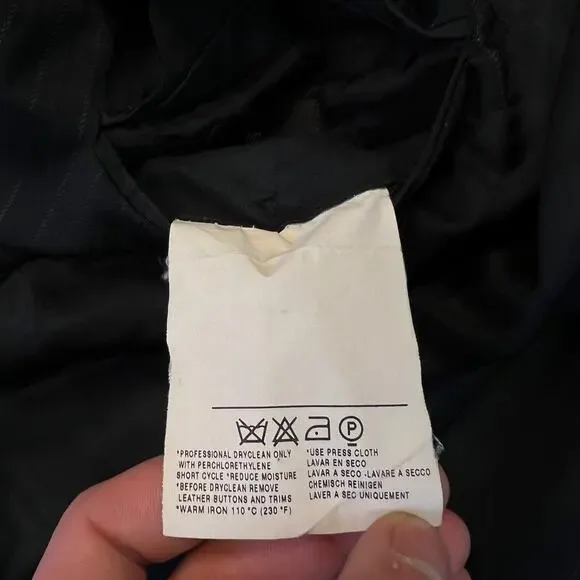 P
*PROFESSIONAL DRYCLEAN ONLY
WITH PERCHLORETHYLENE
SHORT CYCLE *REDUCE MOISTURE
*BEFORE DRYCLEAN REMOVE
LEATHER BUTTONS AND TRIMS
*WARM IRON 110 °C (230 °F)
*USE PRESS CLOTH
LAVAR EN SECO
LAVAR A SECO -LAVARE A SECCO
CHEMISCH REINIGEN
LAVER A SEC UNIQUEMENT